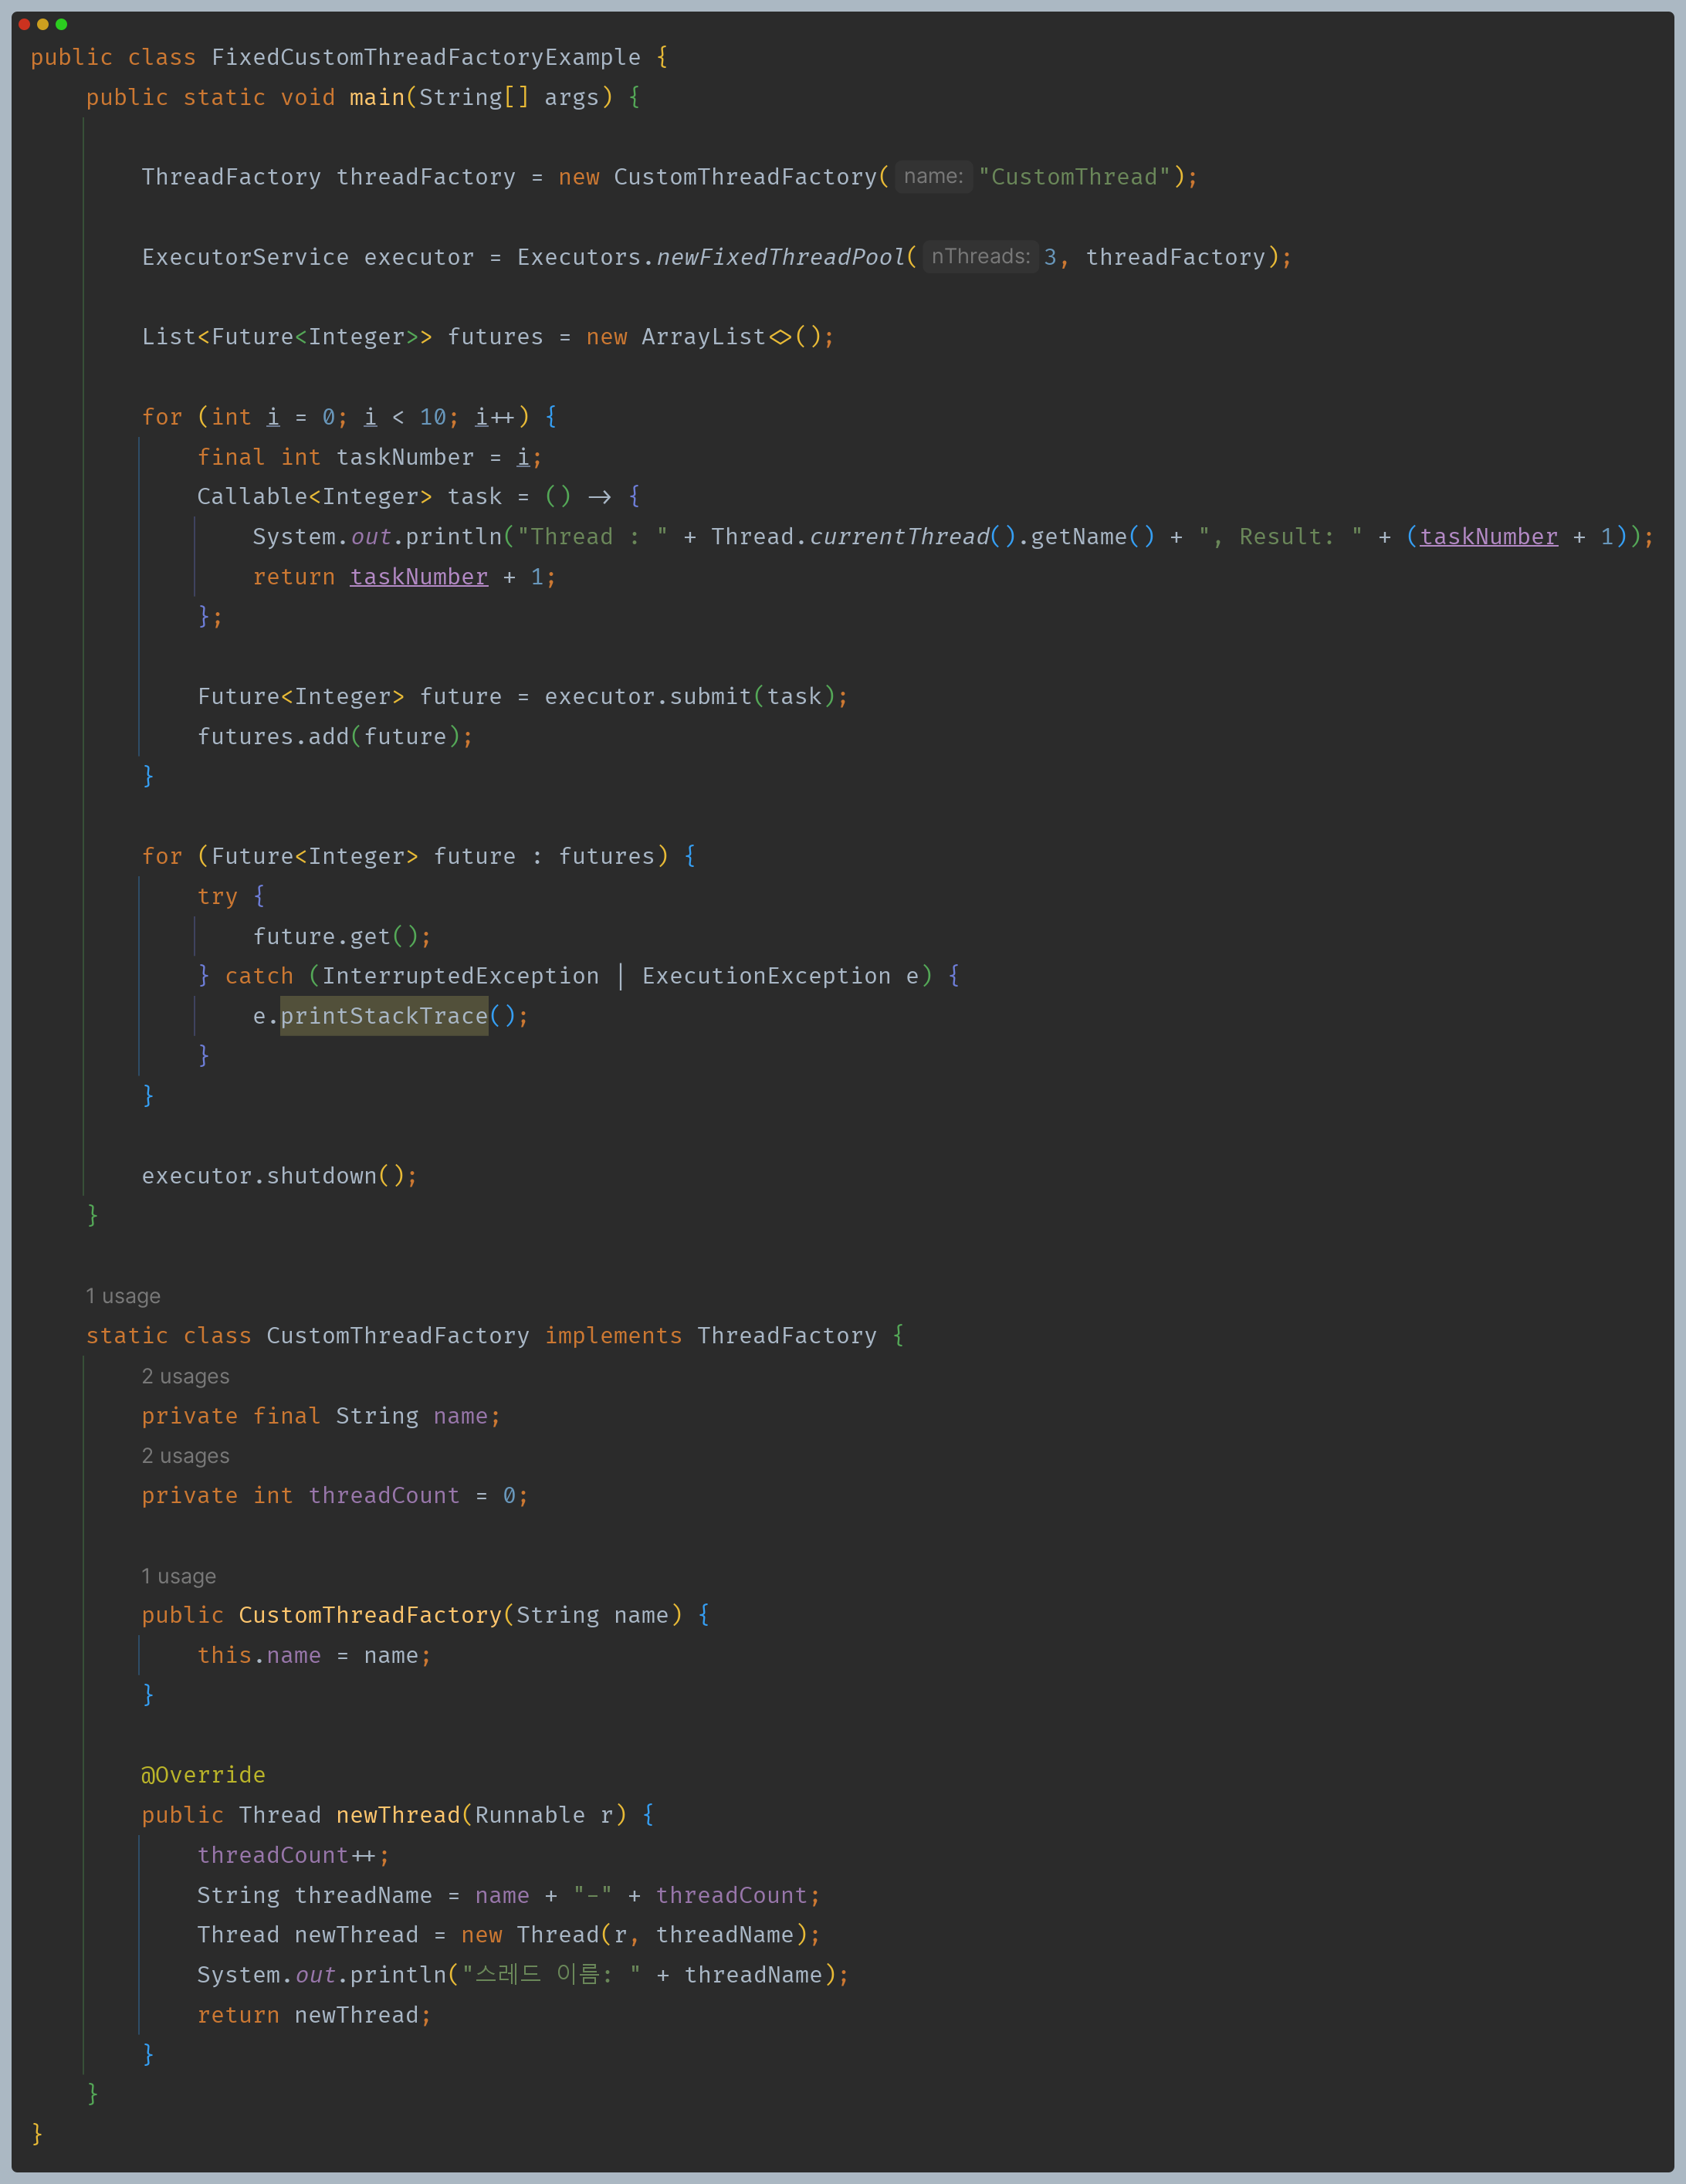 public class FixedCustomThreadFactoryExample {
public static void main(String[] args) {
ThreadFactory threadFactory = new CustomThreadFactory( name: "CustomThread");
ExecutorService executor = Executors.newFixedThreadPool( nThreads: 3, threadFactory);
List<Future<Integer>> futures = new ArrayList<>();
for (int i = 0; i < 10; i++) {
final int taskNumber = i;
Callable<Integer> task = () -> {
System.out.println("Thread : " + Thread.currentThread().getName() + ", Result: " + (taskNumber + 1));
return taskNumber + 1;
};
Future<Integer> future = executor.submit(task);
futures.add(future);
}
for (Future<Integer> future : futures) {
try {
future.get();
} catch (InterruptedException | ExecutionException e) {
e.printStackTrace();
}
}
executor.shutdown();
}
1 usage
static class CustomThreadFactory implements ThreadFactory {
2 usages
private final String name;
2 usages
private int threadCount = 0;
1 usage
public CustomThreadFactory(String name) {
this.name = name;
}
@Override
public Thread newThread(Runnable r) {
threadCount++;
String threadName = name + "-" + threadCount;
Thread newThread = new Thread(r, threadName);
System.out.println("스레드 이름: " + threadName);
return newThread;
}
}
}